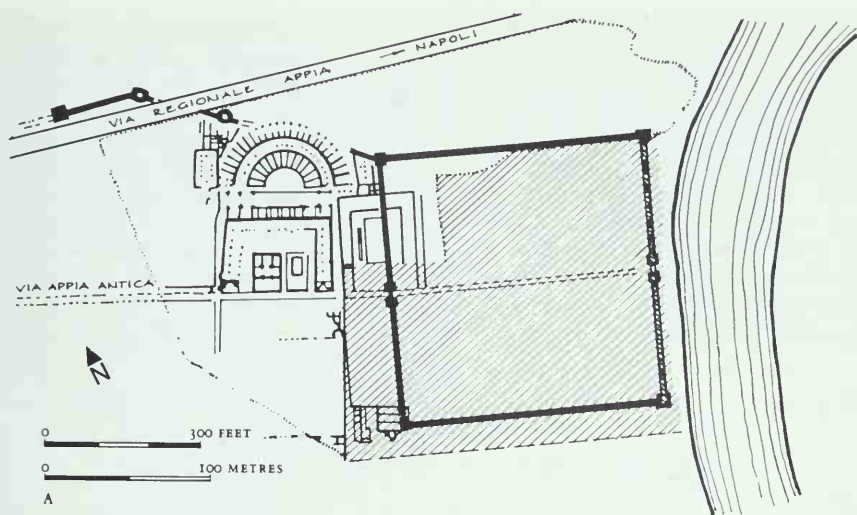 VIA REGIONALE APPIA → NAPOLI
VIA APPIA ANTICA
N
0 300 FEET
0 100 METRES
A